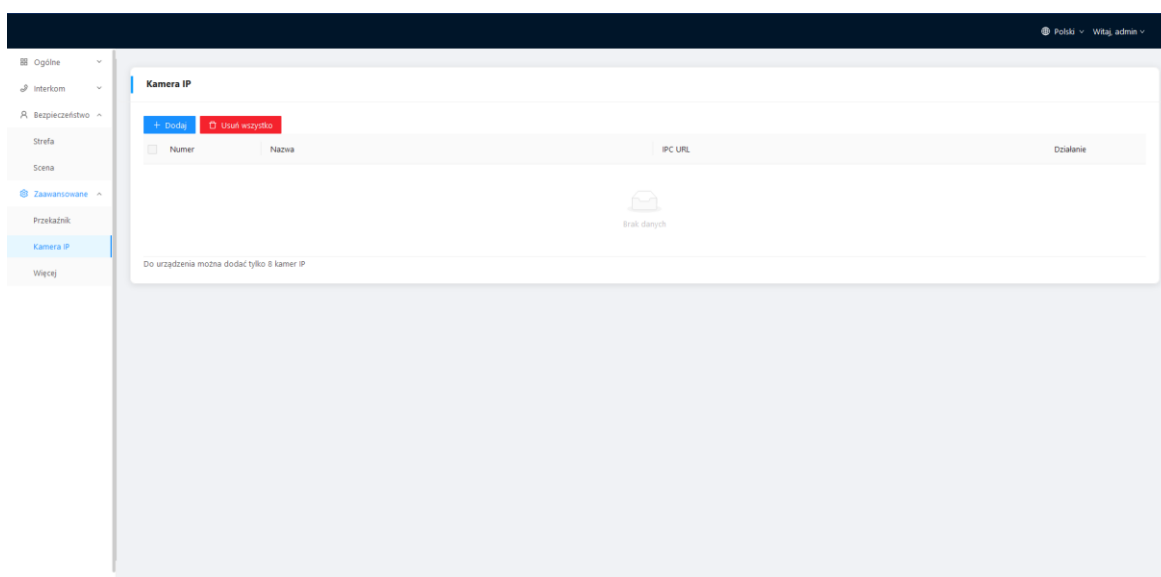 Polski Witaj, admin
Ogólne
Interkom
Bezpieczeństwo
Strefa
Scena
Zaawansowane
Przekaźnik
Kamera IP
Więcej
Kamera IP
+ Dodaj Usuń wszystko
Numer Nazwa IPC URL Działanie
Brak danych
Do urządzenia można dodać tylko 8 kamer IP